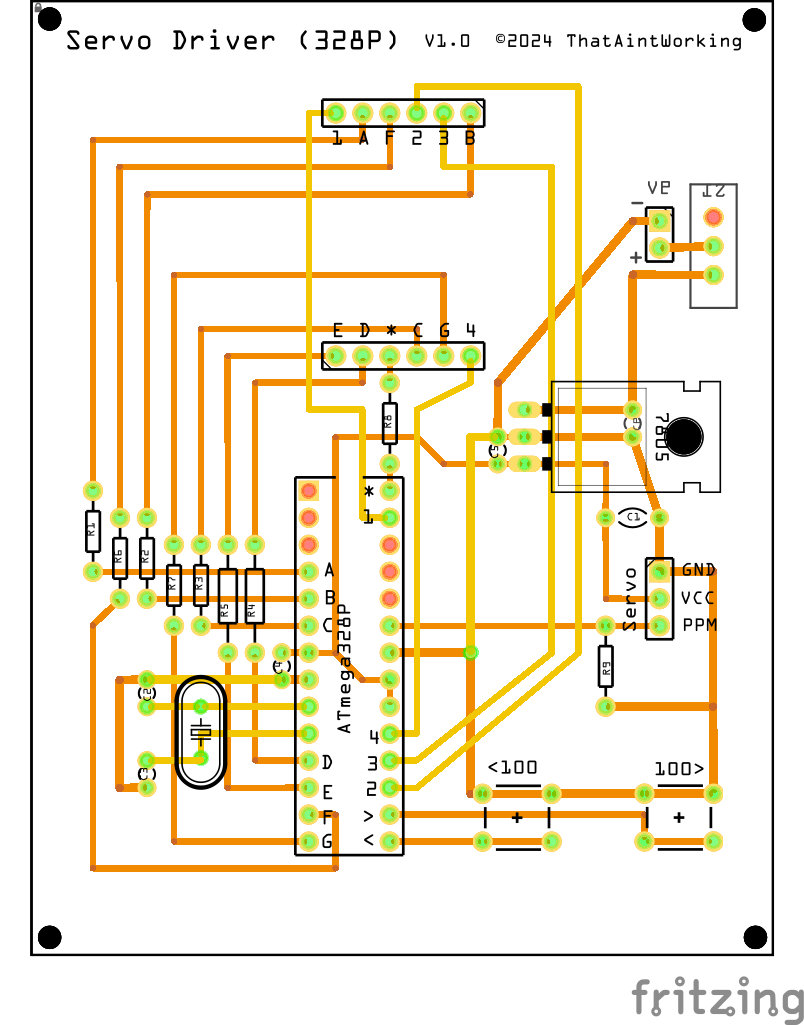 Servo Driver (328P) V1.0 ©2024 ThatAintWorking
1 A F 2 3 B
9V
1S
-
+
E D * C G 4
R8
C5
7805
*
1
R1
R6
R2
R7
R3
R5
R4
C1
A
B
C
Servo
GND
VCC
PPM
ATmega328P
C4
C2
R9
4
C3
D
3
<100
100>
E
2
F
>
+
+
G
<
fritzing